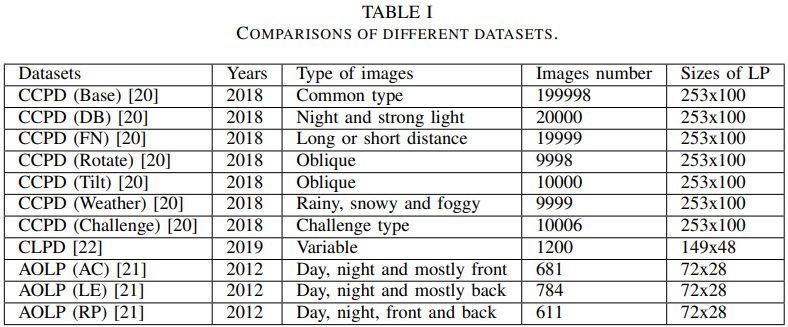 TABLE I
COMPARISONS OF DIFFERENT DATASETS.
Datasets Years Type of images Images number Sizes of LP
CCPD (Base) [20] 2018 Common type 199998 253x100
CCPD (DB) [20] 2018 Night and strong light 20000 253x100
CCPD (FN) [20] 2018 Long or short distance 19999 253x100
CCPD (Rotate) [20] 2018 Oblique 9998 253x100
CCPD (Tilt) [20] 2018 Oblique 10000 253x100
CCPD (Weather) [20] 2018 Rainy, snowy and foggy 9999 253x100
CCPD (Challenge) [20] 2018 Challenge type 10006 253x100
CLPD [22] 2019 Variable 1200 149x48
AOLP (AC) [21] 2012 Day, night and mostly front 681 72x28
AOLP (LE) [21] 2012 Day, night and mostly back 784 72x28
AOLP (RP) [21] 2012 Day, night, front and back 611 72x28